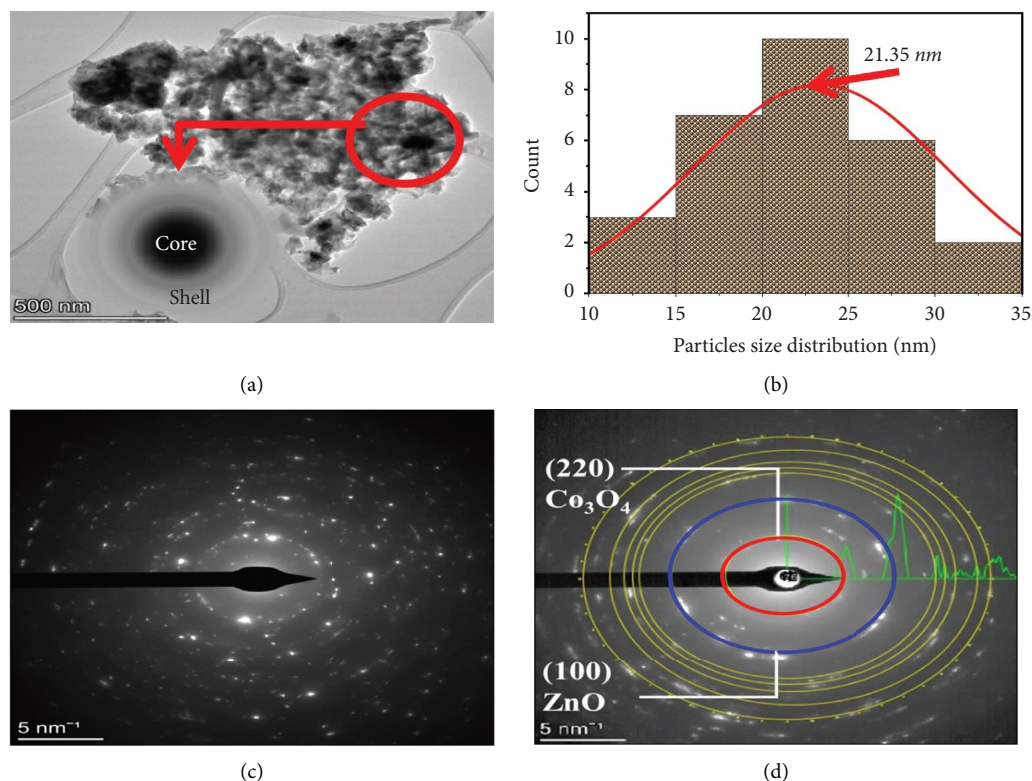 Core
Shell
500 nm
(a)
10
8
6
4
2
0
Count
21.35 nm
10 15 20 25 30 35
Particles size distribution (nm)
(b)
5 nm⁻¹
(c)
(220)
Co₃O₄
(100)
ZnO
5 nm⁻¹
(d)